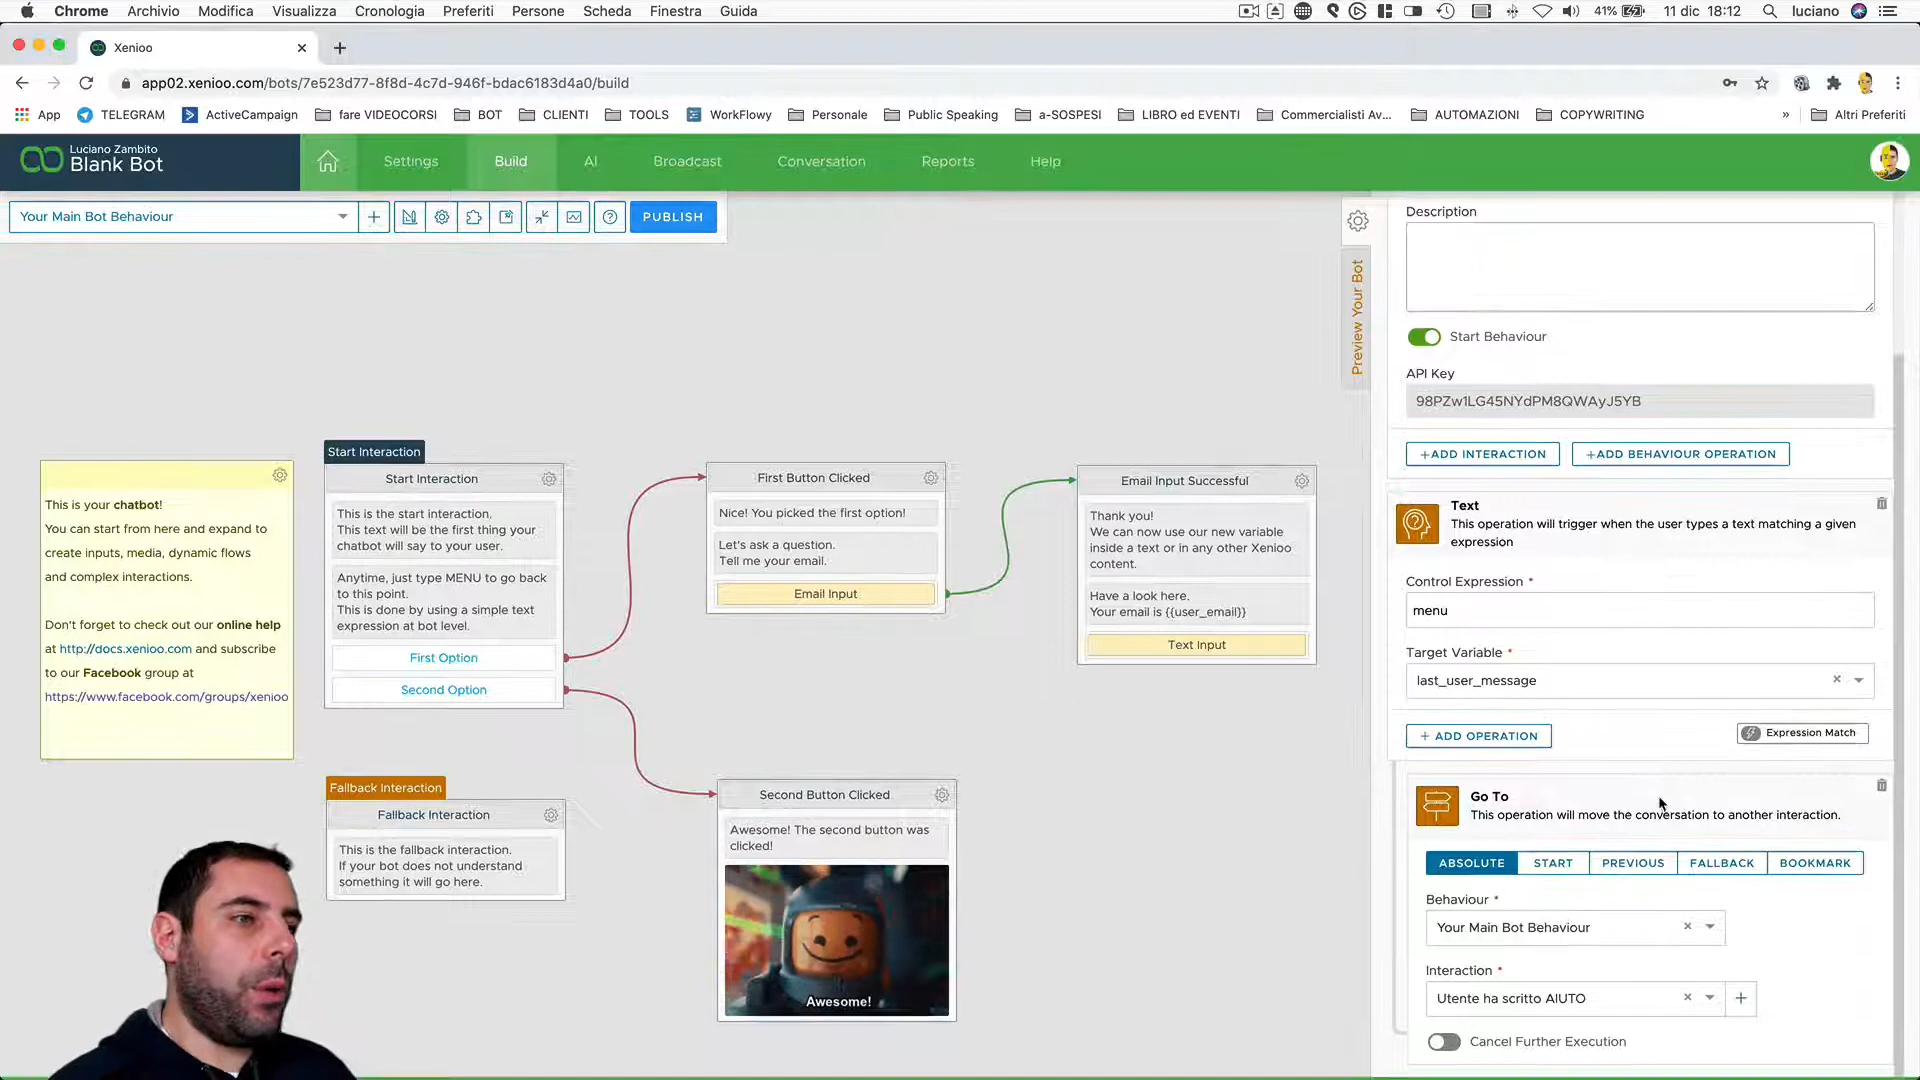 Chrome Archivio Modifica Visualizza Cronologia Preferiti Persone Scheda Finestra Guida 41% 11 dic 18:12 luciano
Xenioo
app02.xenioo.com/bots/7e523d77-8f8d-4c7d-946f-bdac6183d4a0/build
App TELEGRAM ActiveCampaign fare VIDEOCORSI BOT CLIENTI TOOLS WorkFlowy Personale Public Speaking a-SOSPESI LIBRO ed EVENTI Commercialisti Av... AUTOMAZIONI COPYWRITING » Altri Preferiti
Luciano Zambito
Blank Bot
Settings Build AI Broadcast Conversation Reports Help
Your Main Bot Behaviour
PUBLISH
Preview Your Bot
This is your chatbot!
You can start from here and expand to
create inputs, media, dynamic flows
and complex interactions.
Don't forget to check out our online help
at http://docs.xenioo.com and subscribe
to our Facebook group at
https://www.facebook.com/groups/xenioo
Start Interaction
Start Interaction
This is the start interaction.
This text will be the first thing your
chatbot will say to your user.
Anytime, just type MENU to go back
to this point.
This is done by using a simple text
expression at bot level.
First Option
Second Option
Fallback Interaction
Fallback Interaction
This is the fallback interaction.
If your bot does not understand
something it will go here.
First Button Clicked
Nice! You picked the first option!
Let's ask a question.
Tell me your email.
Email Input
Second Button Clicked
Awesome! The second button was
clicked!
Awesome!
Email Input Successful
Thank you!
We can now use our new variable
inside a text or in any other Xenioo
content.
Have a look here.
Your email is {{user_email}}
Text Input
Description
Start Behaviour
API Key
98PZw1LG45NYdPM8QWAyJ5YB
+ADD INTERACTION
+ADD BEHAVIOUR OPERATION
Text
This operation will trigger when the user types a text matching a given
expression
Control Expression *
menu
Target Variable *
last_user_message
+ ADD OPERATION
Expression Match
Go To
This operation will move the conversation to another interaction.
ABSOLUTE START PREVIOUS FALLBACK BOOKMARK
Behaviour *
Your Main Bot Behaviour
Interaction *
Utente ha scritto AIUTO
Cancel Further Execution